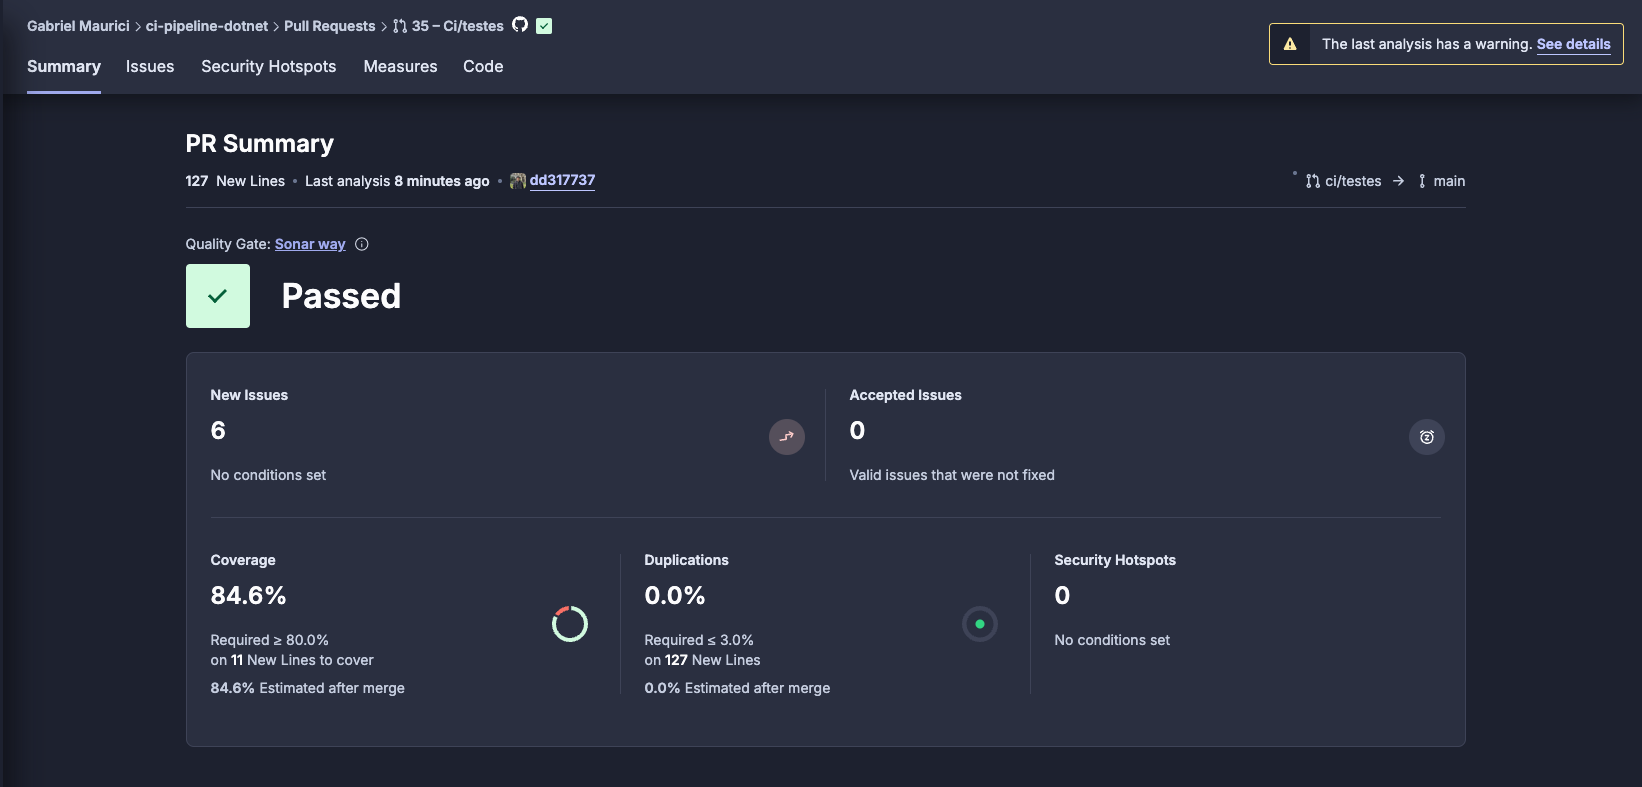 Gabriel Maurici > ci-pipeline-dotnet > Pull Requests > 35 – Ci/testes
The last analysis has a warning. See details
Summary Issues Security Hotspots Measures Code
PR Summary
127 New Lines • Last analysis 8 minutes ago • dd317737
ci/testes → main
Quality Gate: Sonar way
Passed
New Issues
6
No conditions set
Accepted Issues
0
Valid issues that were not fixed
Coverage
84.6%
Required ≥ 80.0%
on 11 New Lines to cover
84.6% Estimated after merge
Duplications
0.0%
Required ≤ 3.0%
on 127 New Lines
0.0% Estimated after merge
Security Hotspots
0
No conditions set